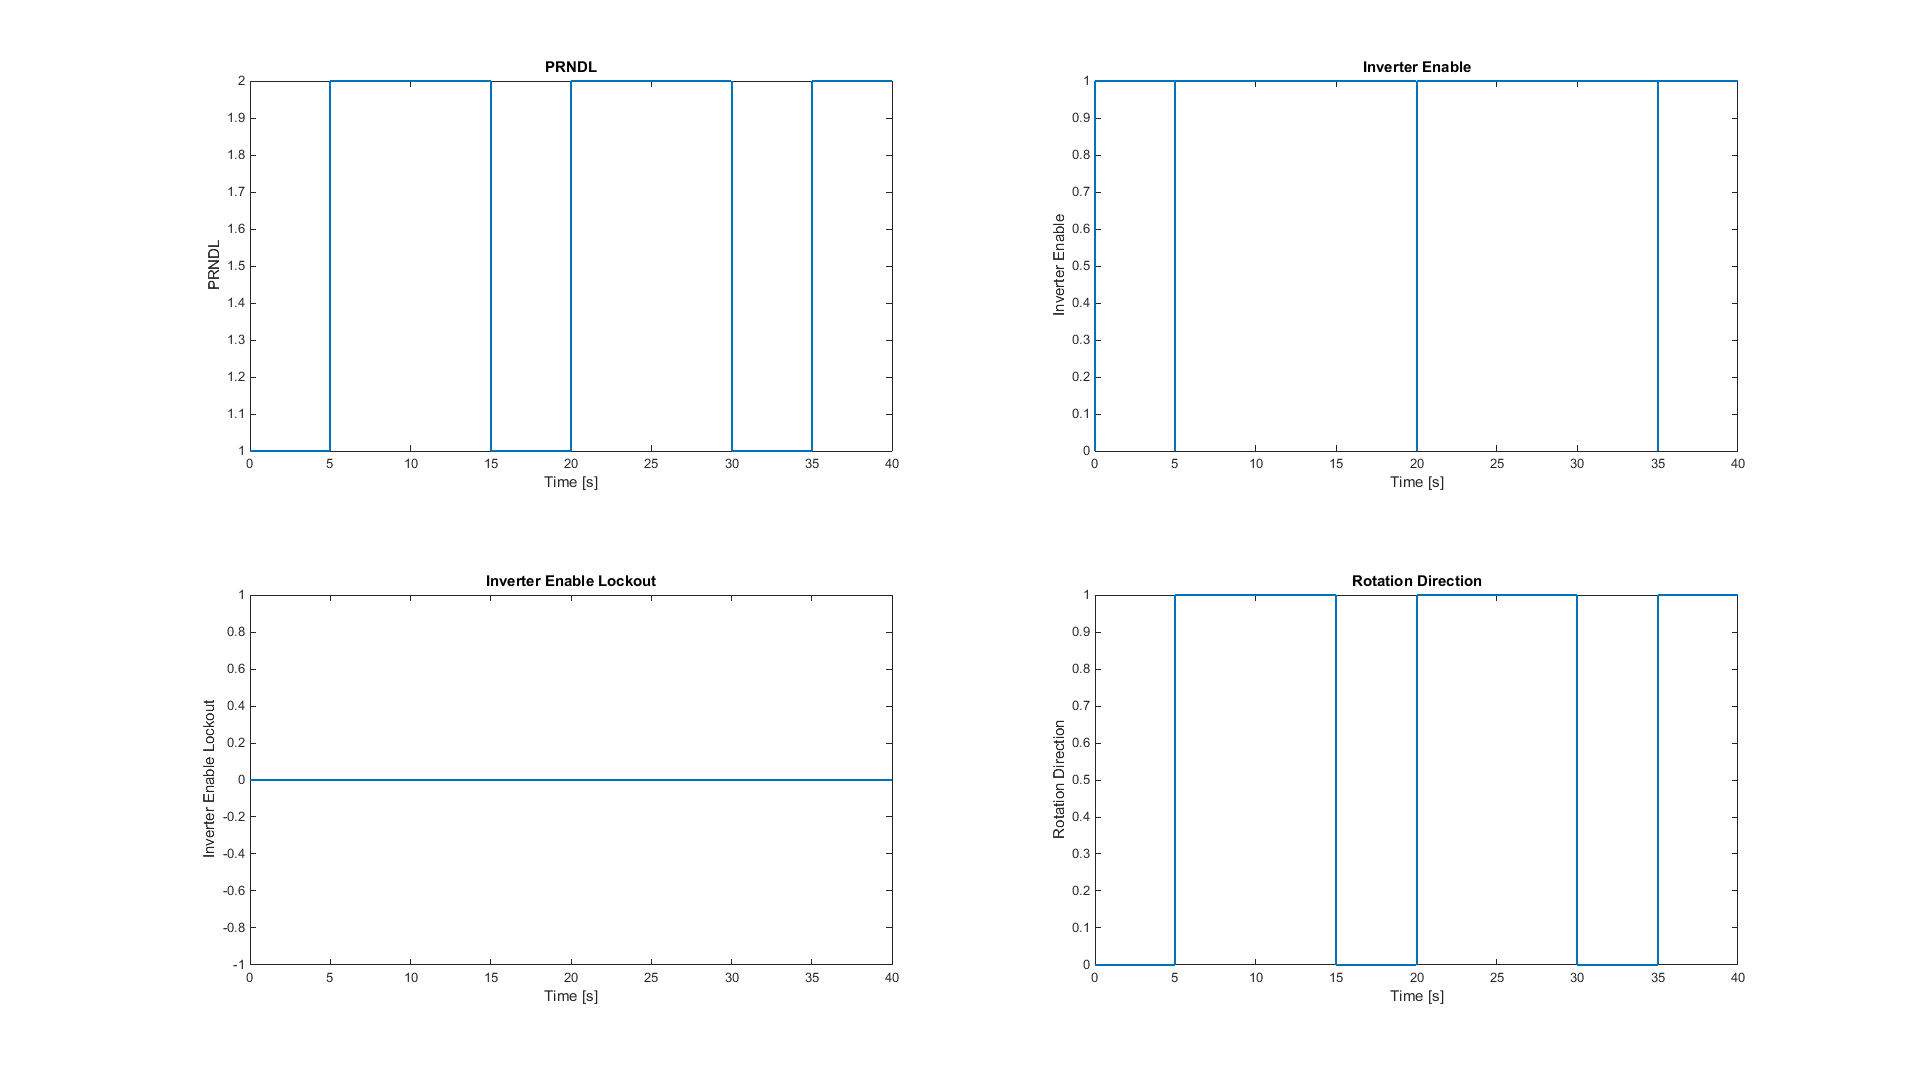 PRNDL
2
1.9
1.8
1.7
1.6
1.5
1.4
1.3
1.2
1.1
1
PRNDL
0 5 10 15 20 25 30 35 40
Time [s]
Inverter Enable
1
0.9
0.8
0.7
0.6
0.5
0.4
0.3
0.2
0.1
0
Inverter Enable
0 5 10 15 20 25 30 35 40
Time [s]
Inverter Enable Lockout
1
0.8
0.6
0.4
0.2
0
-0.2
-0.4
-0.6
-0.8
-1
Inverter Enable Lockout
0 5 10 15 20 25 30 35 40
Time [s]
Rotation Direction
1
0.9
0.8
0.7
0.6
0.5
0.4
0.3
0.2
0.1
0
Rotation Direction
0 5 10 15 20 25 30 35 40
Time [s]